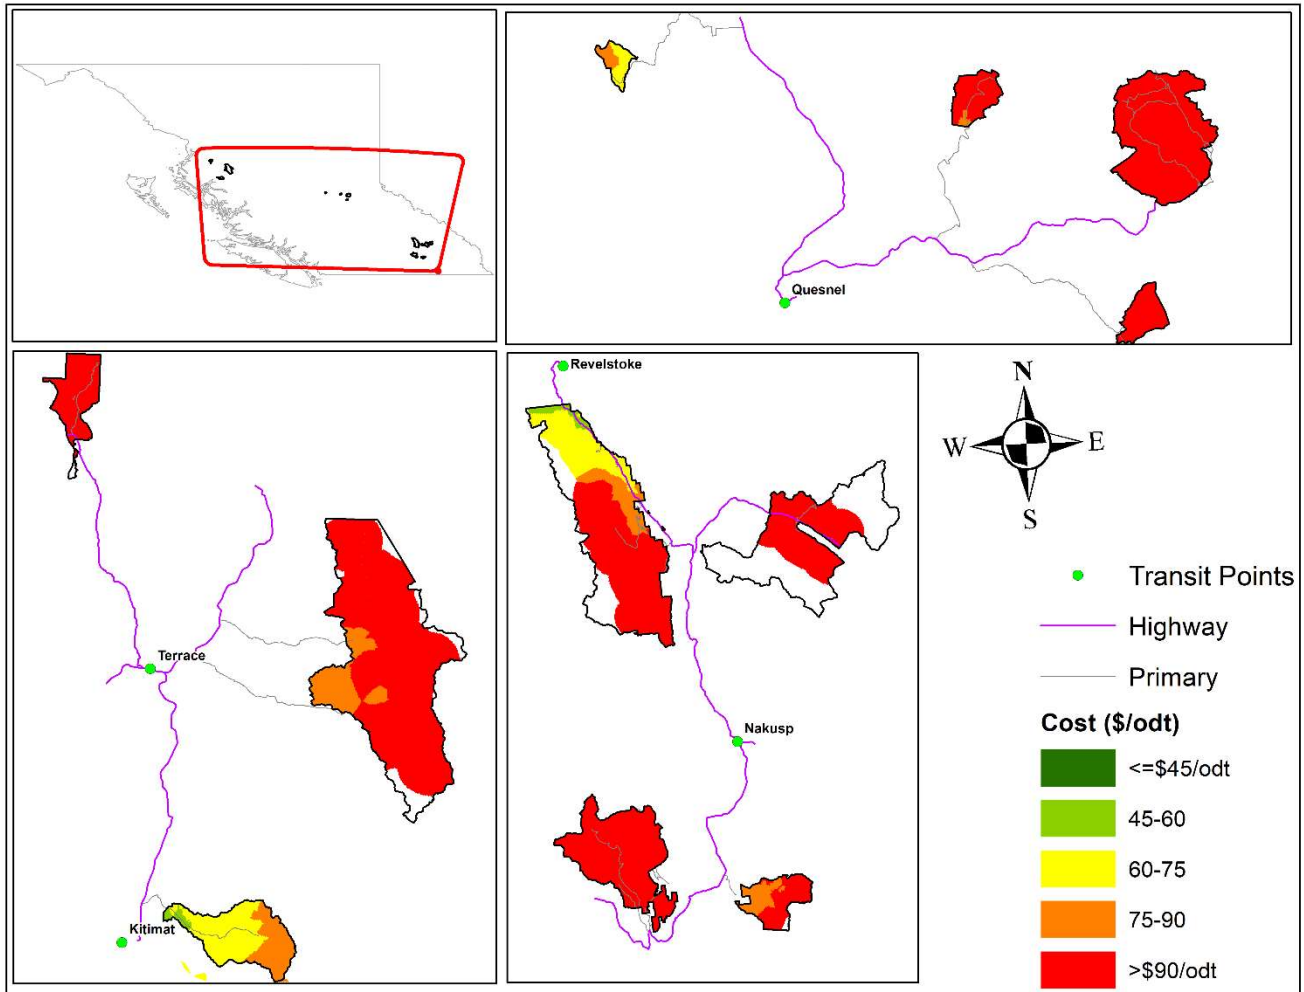 Quesnel
Revelstoke
Nakusp
Terrace
Kitimat
N
W
E
S
Transit Points
Highway
Primary
Cost ($/odt)
<=$45/odt
45-60
60-75
75-90
>$90/odt